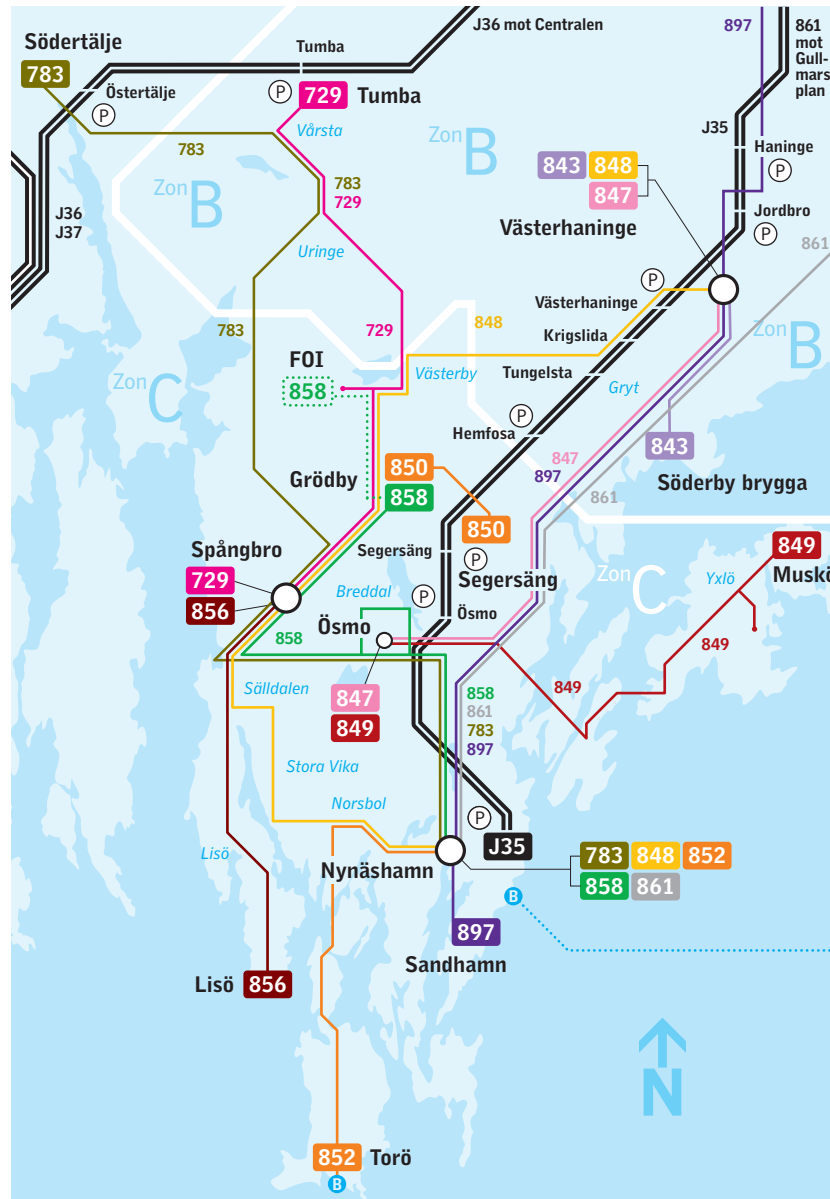 J36 mot Centralen
897
861
mot
Gull-
mars
plan
Södertälje
783
Tumba
Östertälje
P
P
729
Tumba
Vårsta
783
Zon B
Zon B
J35
Haninge
P
843 848
847
Västerhaninge
783
729
J36
J37
Jordbro
P
861
Uringe
P
Västerhaninge
783
729
848
Krigslida
Zon B
FOI
858
Västerby
Tungelsta
Zon C
Gryt
P
Hemfosa
843
Söderby brygga
850
847
897
861
Grödby
858
850
Segersäng
P
Segersäng
849
Muskö
Spångbro
729
856
Zon C
Yxlö
Breddal
P
Ösmo
Ösmo
858
849
849
Sälldalen
847
849
858
861
783
897
Stora Vika
Norsbol
P
J35
Lisö
Nynäshamn
783 848 852
858 861
B
897
Sandhamn
Lisö 856
N
852 Torö
B